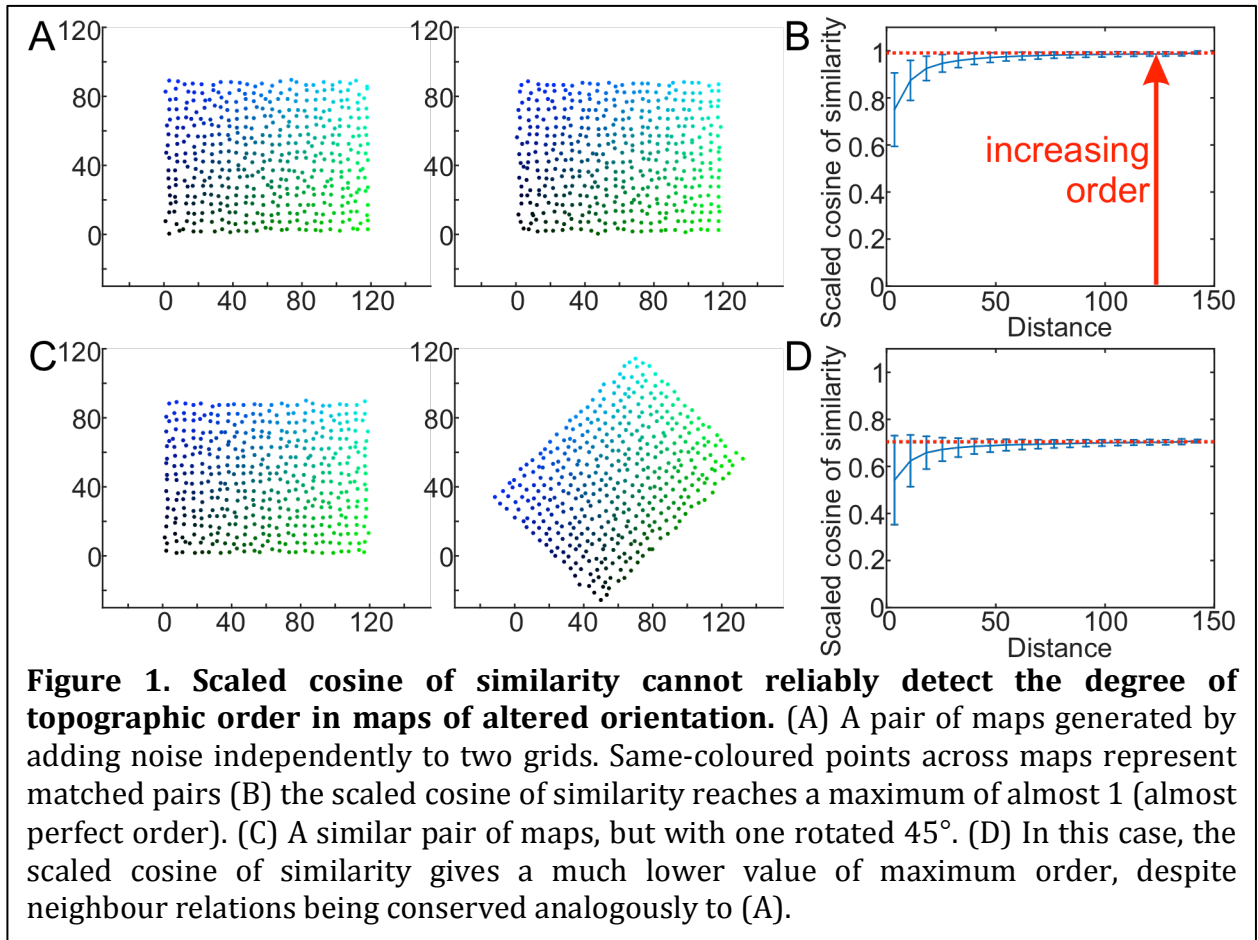 A
120
80
40
0
0 40 80 120
120
80
40
0
0 40 80 120
B
Scaled cosine of similarity
1
0.8
0.6
0.4
0.2
0
increasing
order
0 50 100 150
Distance
C
120
80
40
0
0 40 80 120
120
80
40
0
0 40 80 120
D
Scaled cosine of similarity
1
0.8
0.6
0.4
0.2
0
0 50 100 150
Distance
Figure 1. Scaled cosine of similarity cannot reliably detect the degree of
topographic order in maps of altered orientation. (A) A pair of maps generated by
adding noise independently to two grids. Same-coloured points across maps represent
matched pairs (B) the scaled cosine of similarity reaches a maximum of almost 1 (almost
perfect order). (C) A similar pair of maps, but with one rotated 45°. (D) In this case, the
scaled cosine of similarity gives a much lower value of maximum order, despite
neighbour relations being conserved analogously to (A).